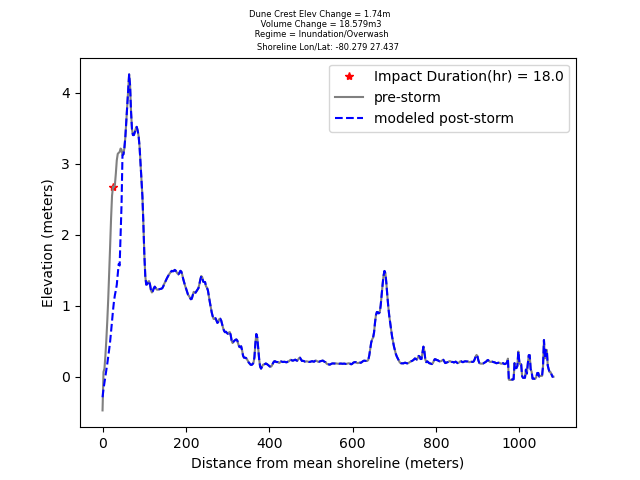 Dune Crest Elev Change = 1.74m
Volume Change = 18.579m3
Regime = Inundation/Overwash
Shoreline Lon/Lat: -80.279 27.437
Impact Duration(hr) = 18.0
pre-storm
modeled post-storm
Elevation (meters)
4
3
2
1
0
0 200 400 600 800 1000
Distance from mean shoreline (meters)